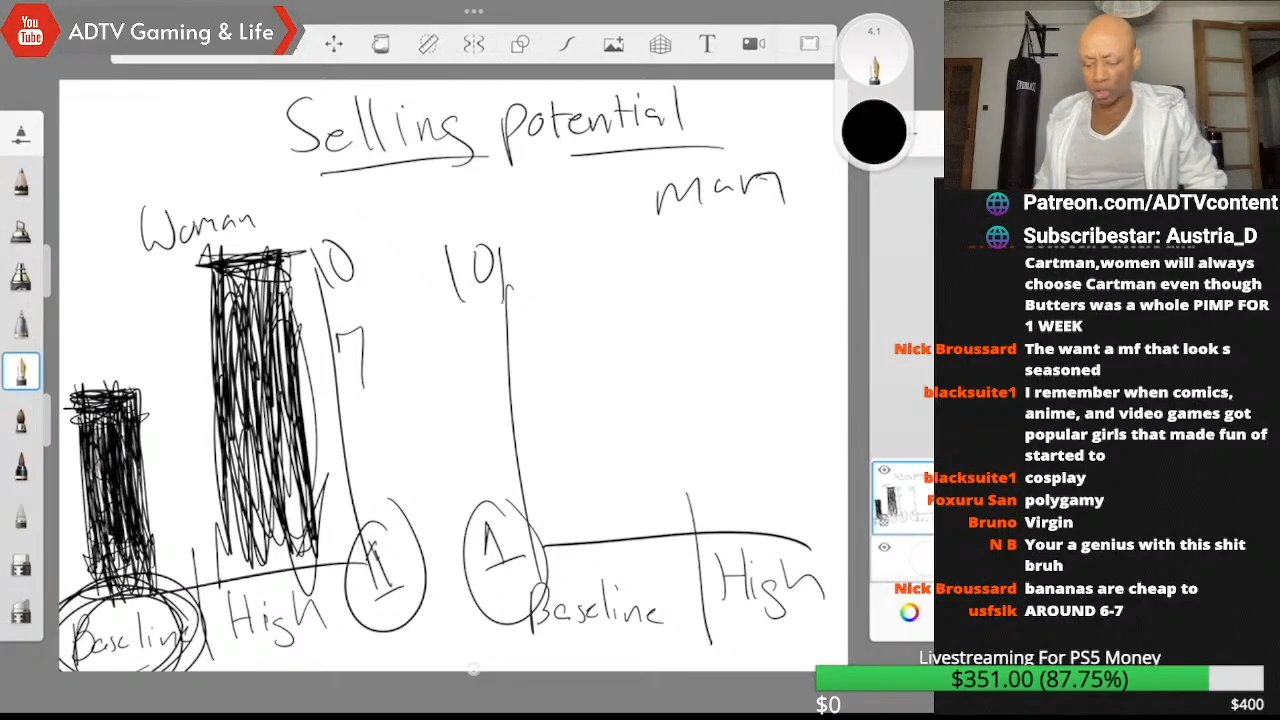 YouTube
ADTV Gaming & Life
4.1
T
Selling potential
Man
Woman
10
10
7
1
1
Baseline
High
Baseline
High
Patreon.com/ADTVcontent
Subscribestar: Austria_D
Cartman,women will always
choose Cartman even though
Butters was a whole PIMP FOR
1 WEEK
Nick Broussard The want a mf that look s
seasoned
blacksuite1 I remember when comics,
anime, and video games got
popular girls that made fun of
started to
blacksuite1 cosplay
Foxuru San polygamy
Bruno Virgin
N B Your a genius with this shit
bruh
Nick Broussard bananas are cheap to
usfslk AROUND 6-7
Livestreaming For PS5 Money
$351.00 (87.75%)
$0
$400
EVERLAST